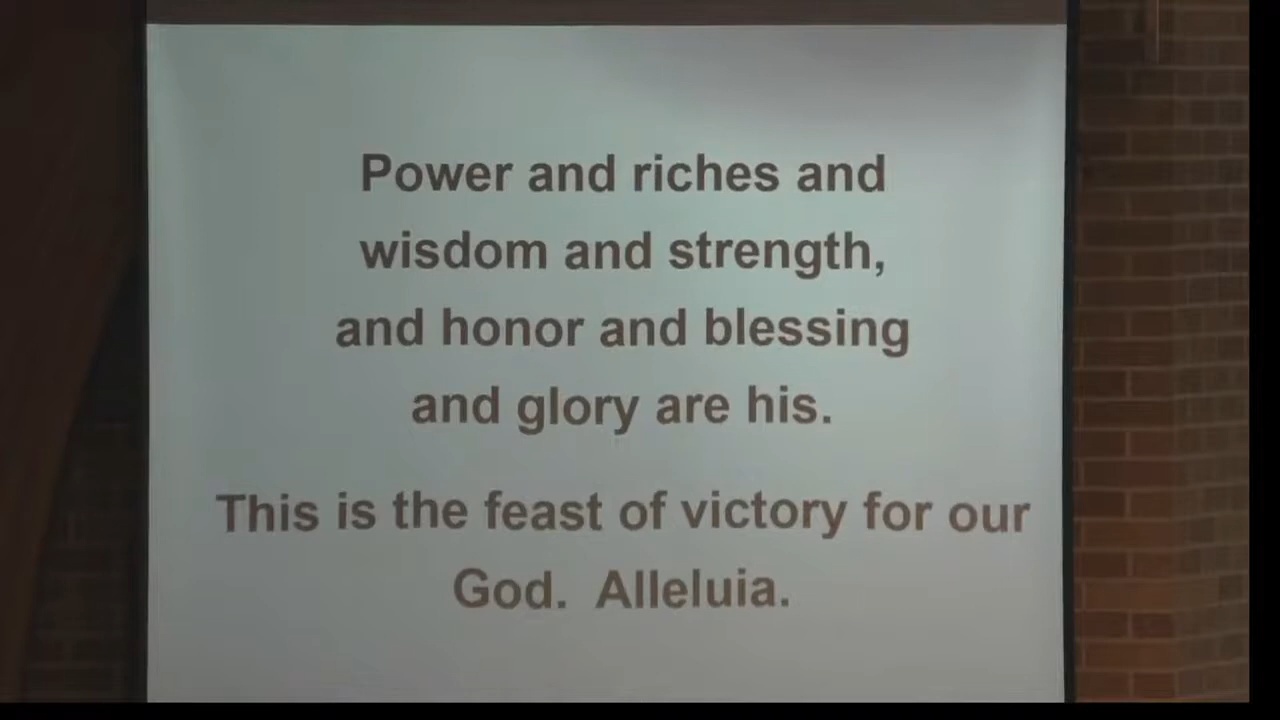 Power and riches and
wisdom and strength,
and honor and blessing
and glory are his.
This is the feast of victory for our
God. Alleluia.